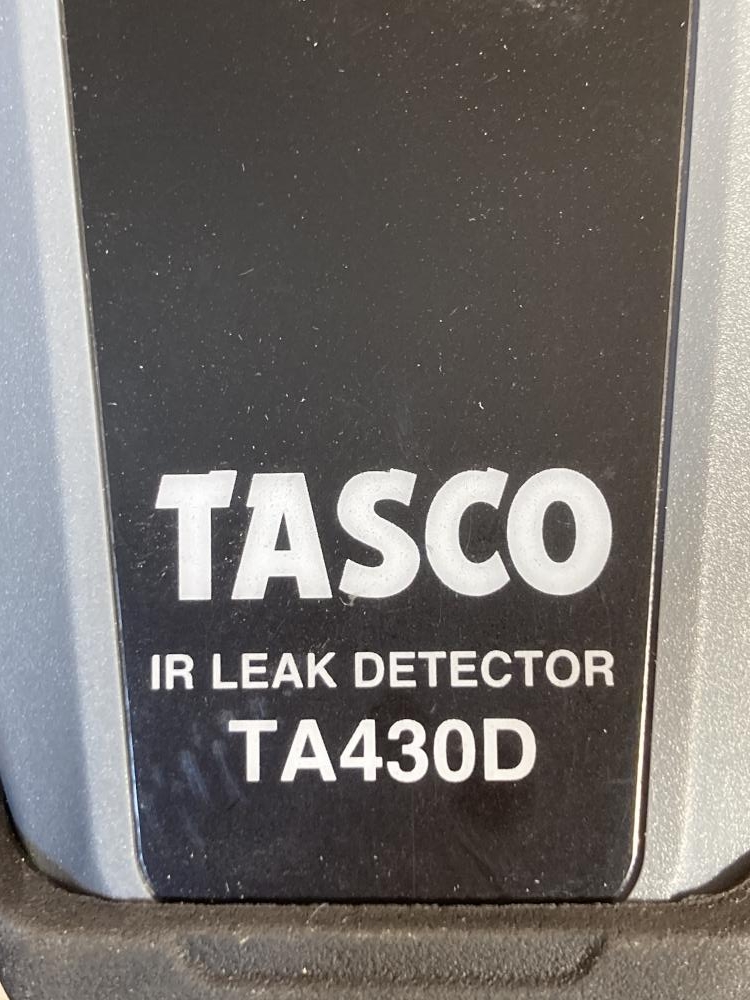 TASCO
IR LEAK DETECTOR
TA430D